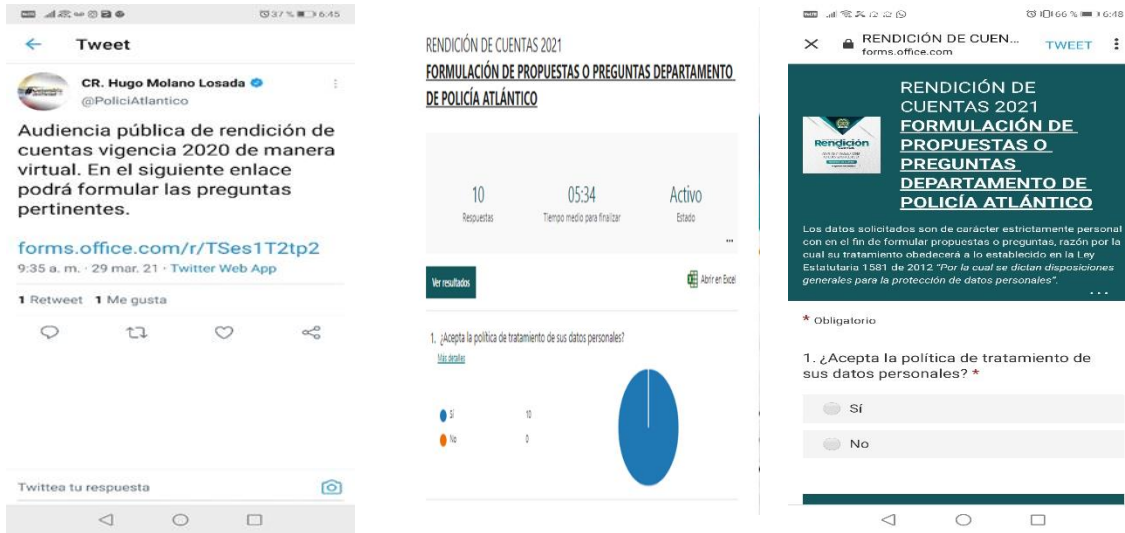 37 % 6:45
Tweet
CR. Hugo Molano Losada
@PoliciAtlantico
Audiencia pública de rendición de
cuentas vigencia 2020 de manera
virtual. En el siguiente enlace
podrá formular las preguntas
pertinentes.
forms.office.com/r/TSes1T2tp2
9:35 a. m. · 29 mar. 21 · Twitter Web App
1 Retweet 1 Me gusta
Twittea tu respuesta
RENDICIÓN DE CUENTAS 2021
FORMULACIÓN DE PROPUESTAS O PREGUNTAS DEPARTAMENTO
DE POLICÍA ATLÁNTICO
10 05:34 Activo
Respuestas Tiempo medio para finalizar Estado
Ver resultados Abrir en Excel
1. ¿Acepta la política de tratamiento de sus datos personales?
Más detalles
Sí 10
No 0
66 % 6:48
RENDICIÓN DE CUEN... TWEET
forms.office.com
RENDICIÓN DE
CUENTAS 2021
FORMULACIÓN DE
PROPUESTAS O
PREGUNTAS
DEPARTAMENTO DE
POLICÍA ATLÁNTICO
Rendición
Los datos solicitados son de carácter estrictamente personal
con en el fin de formular propuestas o preguntas, razón por la
cual su tratamiento obedecerá a lo establecido en la Ley
Estatutaria 1581 de 2012 "Por la cual se dictan disposiciones
generales para la protección de datos personales".
* Obligatorio
1. ¿Acepta la política de tratamiento de
sus datos personales? *
Sí
No